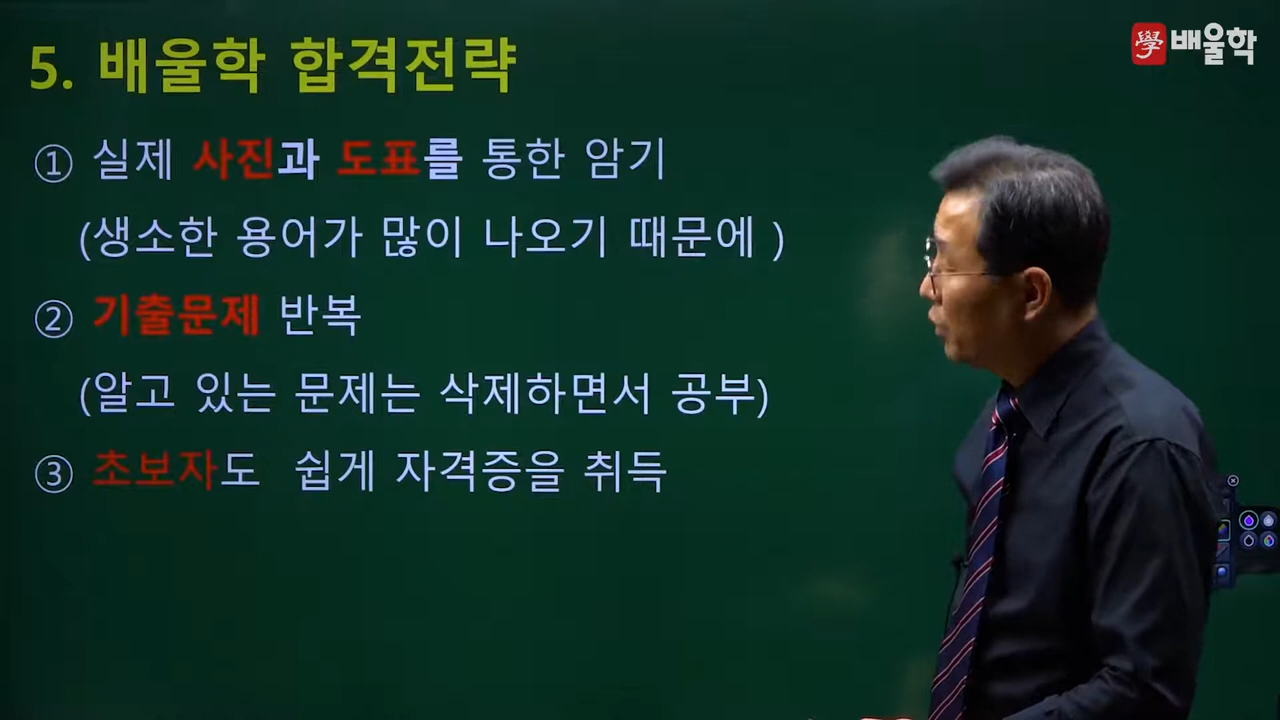 5. 배울학 합격전략
學 배울학
① 실제 사진과 도표를 통한 암기
(생소한 용어가 많이 나오기 때문에 )
② 기출문제 반복
(알고 있는 문제는 삭제하면서 공부)
③ 초보자도 쉽게 자격증을 취득